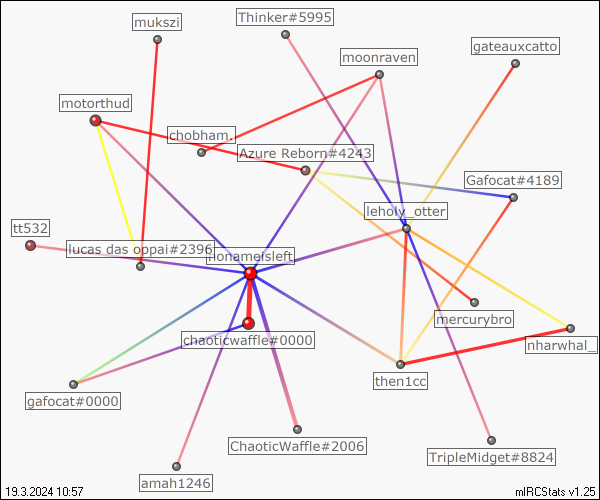 Thinker#5995
mukszi
gateauxcatto
moonraven
motorthud
chobham.
Azure Reborn#4243
Gafocat#4189
leholy_otter
tt532
lucas das oppai#2396
nonameisleft
mercurybro
chaoticwaffle#0000
nharwhal_
then1cc
gafocat#0000
ChaoticWaffle#2006
TripleMidget#8824
amah1246
19.3.2024 10:57
mIRCStats v1.25